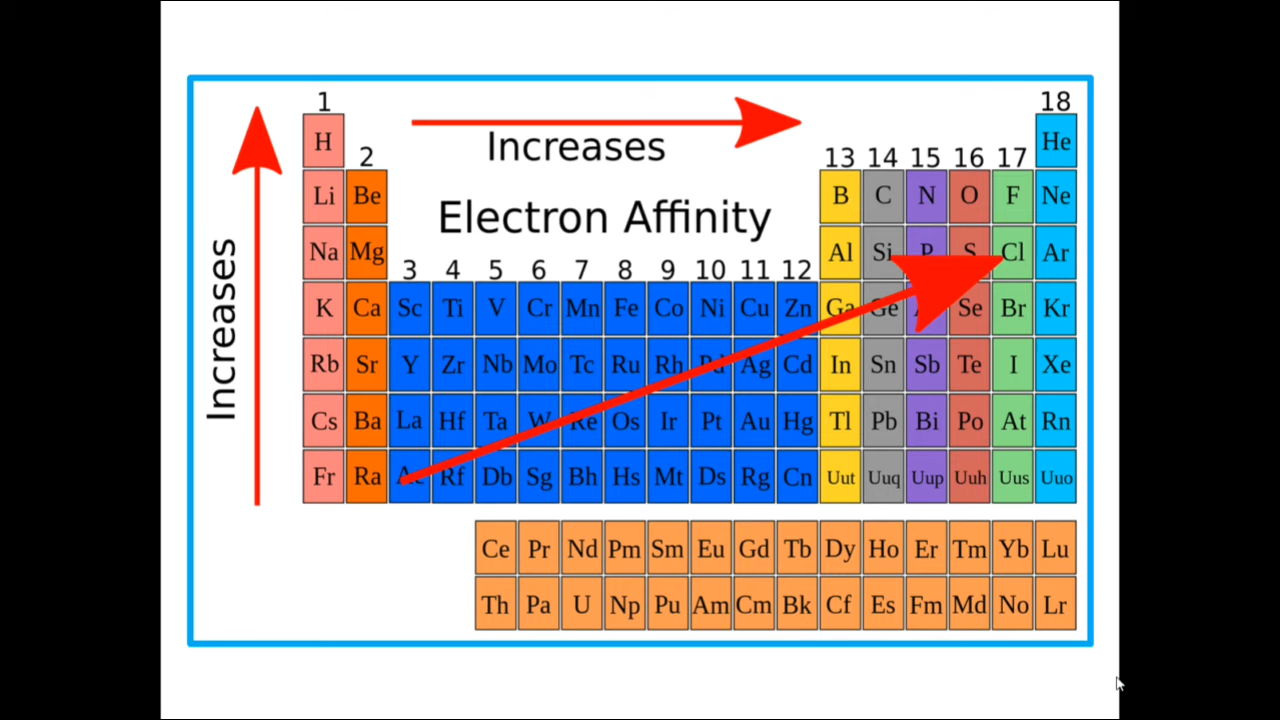 1 18
H Increases He
2 13 14 15 16 17
Li Be B C N O F Ne
Electron Affinity
Na Mg Al Si P S Cl Ar
3 4 5 6 7 8 9 10 11 12
K Ca Sc Ti V Cr Mn Fe Co Ni Cu Zn Ga Ge Se Br Kr
Increases
Rb Sr Y Zr Nb Mo Tc Ru Rh Pd Ag Cd In Sn Sb Te I Xe
Cs Ba La Hf Ta W Re Os Ir Pt Au Hg Tl Pb Bi Po At Rn
Fr Ra Ac Rf Db Sg Bh Hs Mt Ds Rg Cn Uut Uuq Uup Uuh Uus Uuo
Ce Pr Nd Pm Sm Eu Gd Tb Dy Ho Er Tm Yb Lu
Th Pa U Np Pu Am Cm Bk Cf Es Fm Md No Lr